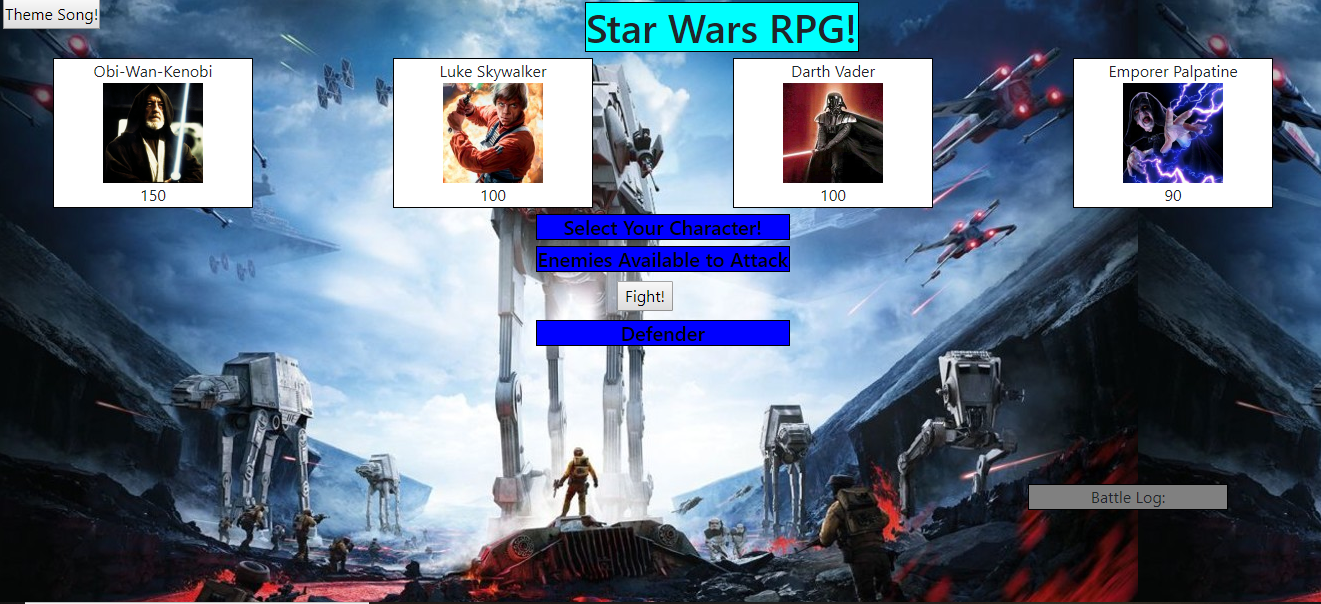 Theme Song!
Star Wars RPG!
Obi-Wan-Kenobi
150
Luke Skywalker
100
Darth Vader
100
Emporer Palpatine
90
Select Your Character!
Enemies Available to Attack
Fight!
Defender
Battle Log: